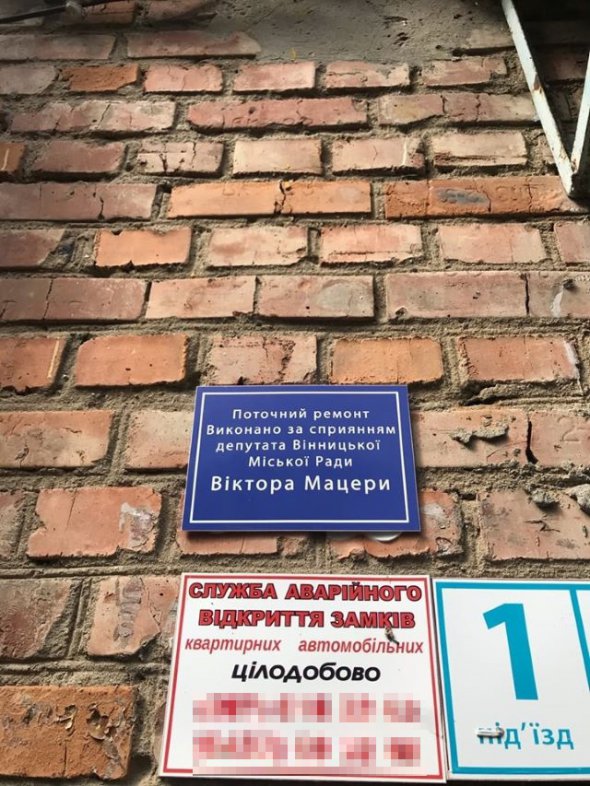 Поточний ремонт
Виконано за сприянням
депутата Вінницької
Міської Ради
Віктора Мацери
СЛУЖБА АВАРІЙНОГО
ВІДКРИТТЯ ЗАМКІВ
квартирних автомобільних
ЦІЛОДОБОВО
1
під'їзд